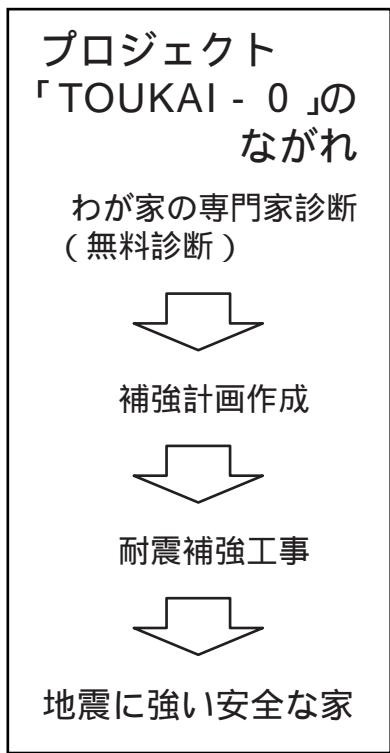 プロジェクト
「TOUKAI - 0」の
ながれ
わが家の専門家診断
(無料診断)
補強計画作成
耐震補強工事
地震に強い安全な家